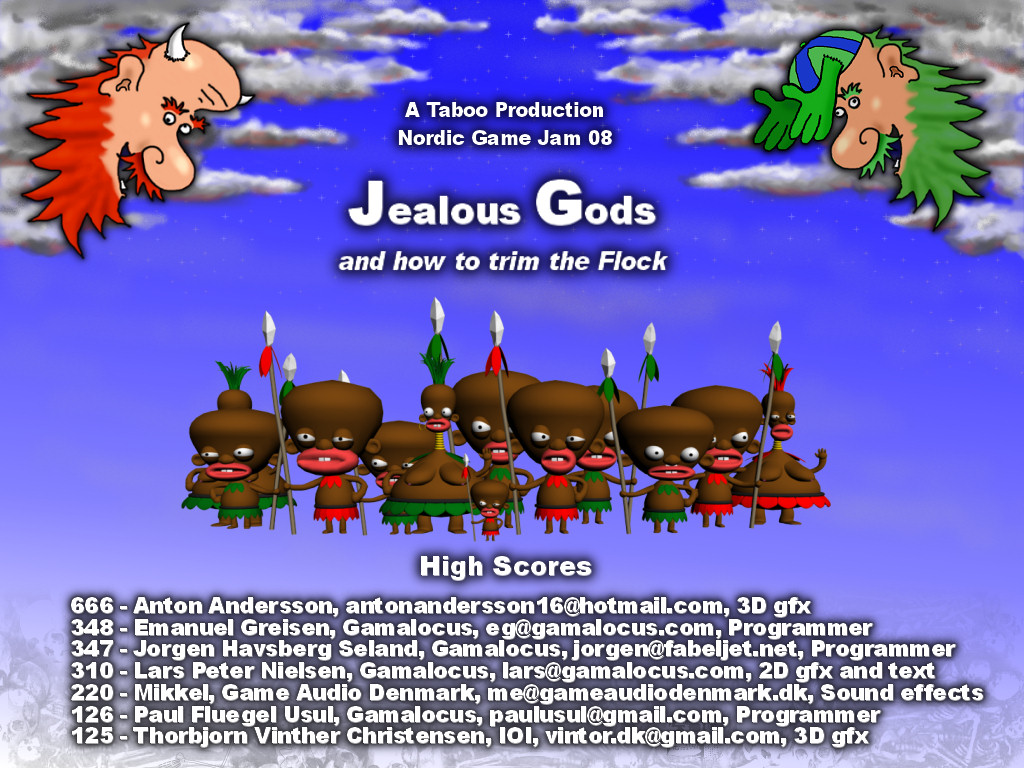 A Taboo Production
Nordic Game Jam 08
Jealous Gods
and how to trim the Flock
High Scores
666 - Anton Andersson, antonandersson16@hotmail.com, 3D gfx
348 - Emanuel Greisen, Gamalocus, eg@gamalocus.com, Programmer
347 - Jorgen Havsberg Seland, Gamalocus, jorgen@fabeljet.net, Programmer
310 - Lars Peter Nielsen, Gamalocus, lars@gamalocus.com, 2D gfx and text
220 - Mikkel, Game Audio Denmark, me@gameaudiodenmark.dk, Sound effects
126 - Paul Fluegel Usul, Gamalocus, paulusul@gmail.com, Programmer
125 - Thorbjorn Vinther Christensen, IOI, vintor.dk@gmail.com, 3D gfx